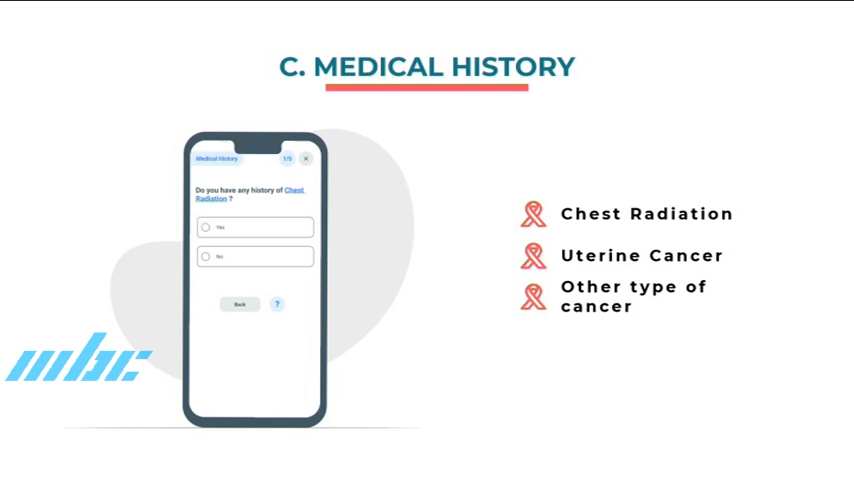 C. MEDICAL HISTORY
Medical History
1/3
×
Do you have any history of Chest
Radiation ?
Yes
No
Back
?
Chest Radiation
Uterine Cancer
Other type of
cancer
mbc